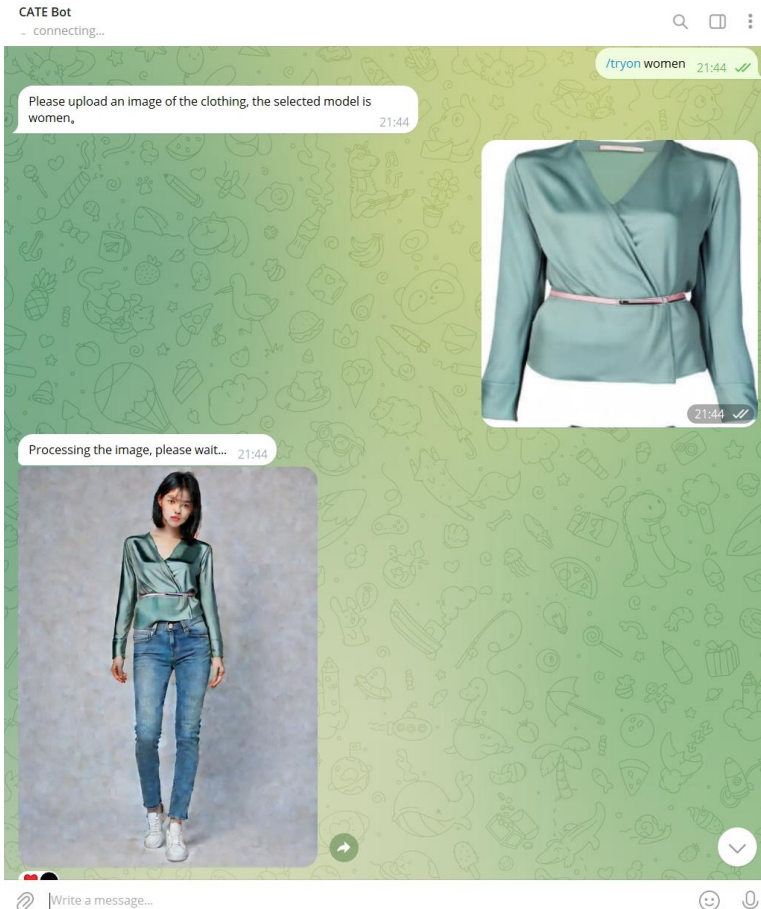 CATE Bot
connecting...
/tryon women 21:44
Please upload an image of the clothing, the selected model is
women。
21:44
21:44
Processing the image, please wait... 21:44
Write a message...